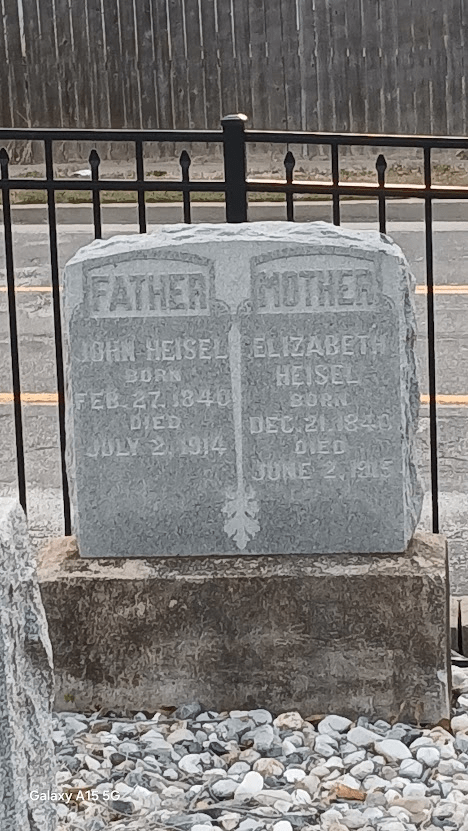 FATHER
JOHN HEISEL
BORN
FEB. 27, 1840
DIED
JULY 2, 1914
MOTHER
ELIZABETH
HEISEL
BORN
DEC. 21, 1840
DIED
JUNE 2, 1915
Galaxy A15 5G